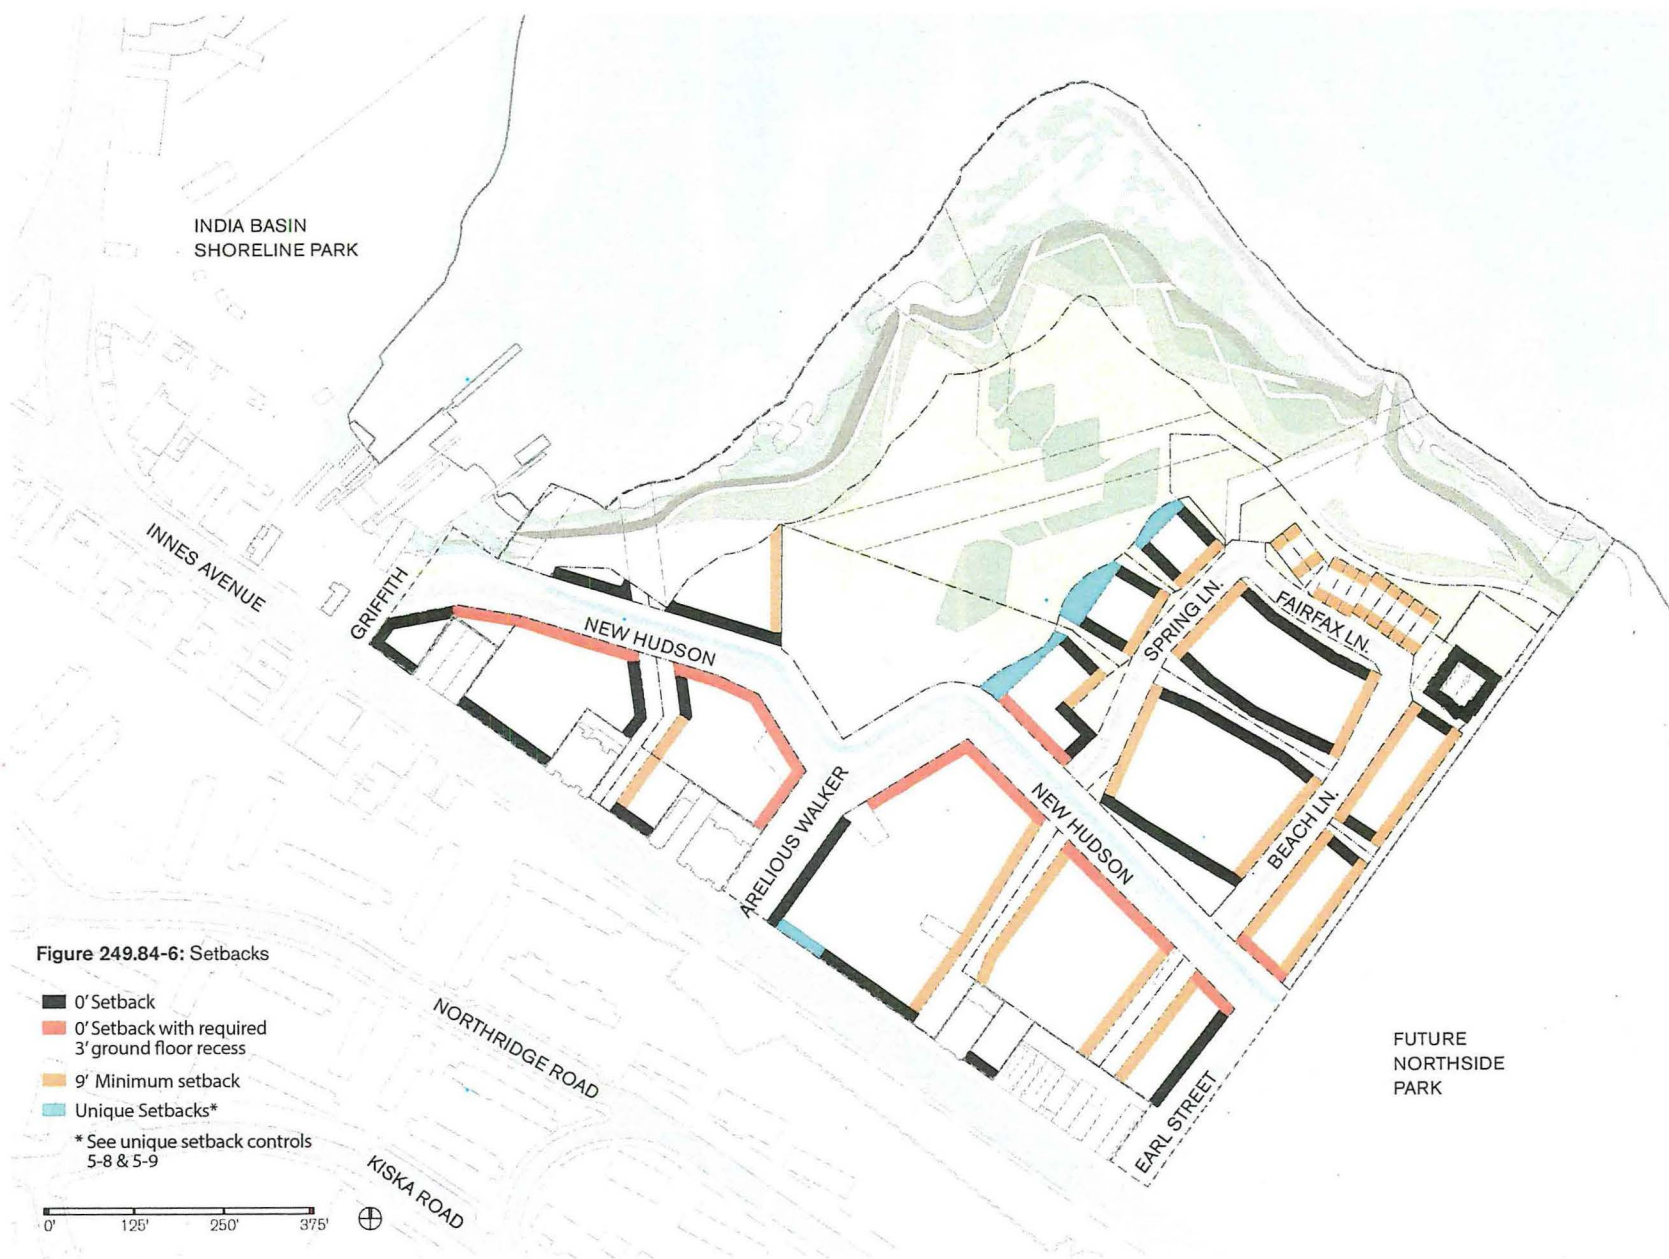 INDIA BASIN
SHORELINE PARK
INNES AVENUE
GRIFFITH
NEW HUDSON
SPRING LN.
FAIRFAX LN.
ARELIOUS WALKER
NEW HUDSON
BEACH LN.
Figure 249.84-6: Setbacks
0' Setback
0' Setback with required
3' ground floor recess
9' Minimum setback
Unique Setbacks*
* See unique setback controls
5-8 & 5-9
0' 125' 250' 375'
NORTHRIDGE ROAD
KISKA ROAD
EARL STREET
FUTURE
NORTHSIDE
PARK